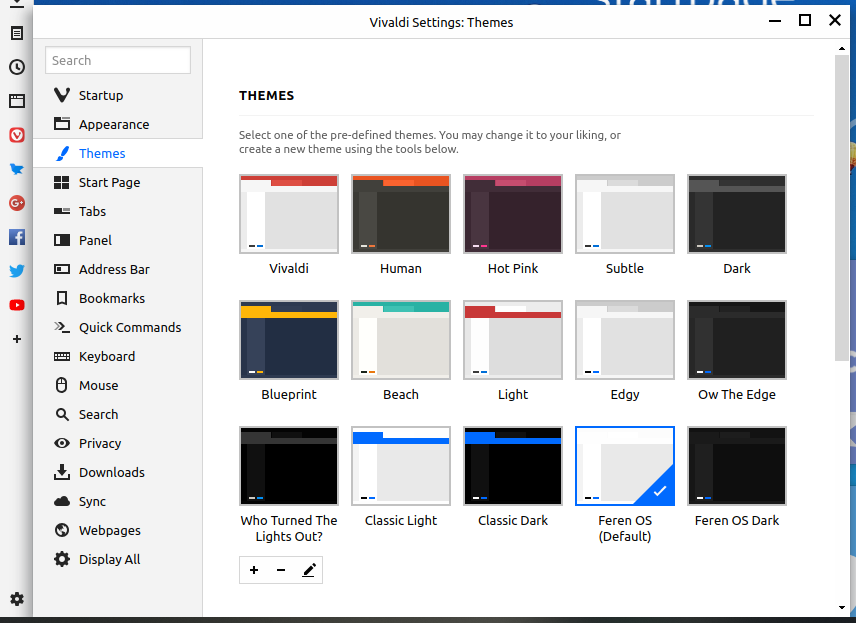 Vivaldi Settings: Themes
Search
Startup
Appearance
Themes
Start Page
Tabs
Panel
Address Bar
Bookmarks
Quick Commands
Keyboard
Mouse
Search
Privacy
Downloads
Sync
Webpages
Display All
THEMES
Select one of the pre-defined themes. You may change it to your liking, or
create a new theme using the tools below.
Vivaldi
Human
Hot Pink
Subtle
Dark
Blueprint
Beach
Light
Edgy
Ow The Edge
Who Turned The
Lights Out?
Classic Light
Classic Dark
Feren OS
(Default)
Feren OS Dark